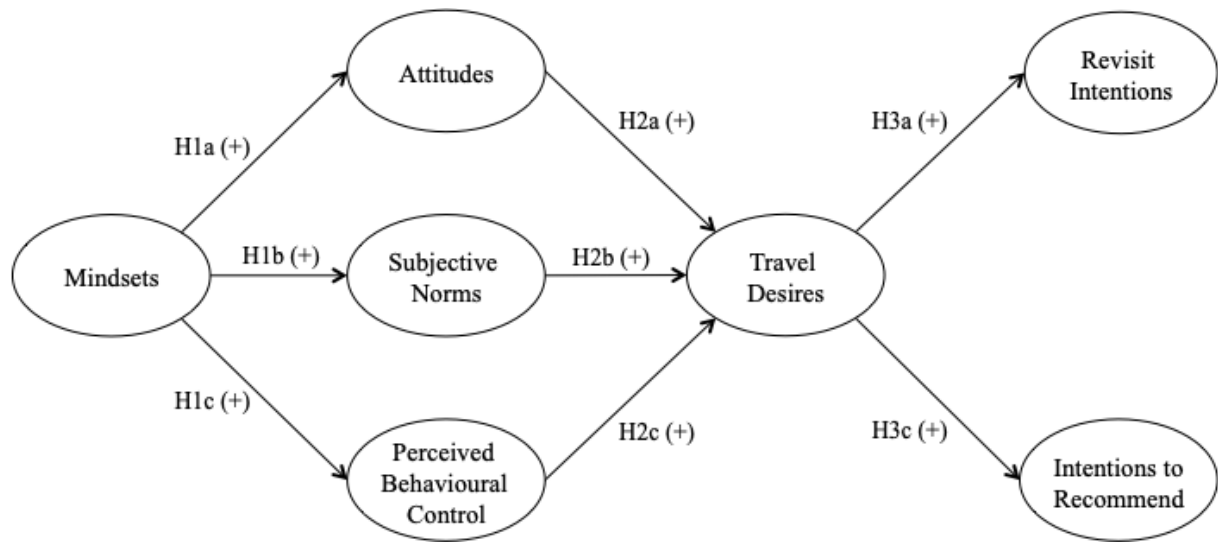 Attitudes
Revisit
Intentions
H1a (+)
H2a (+)
H3a (+)
Mindsets
H1b (+)
Subjective
Norms
H2b (+)
Travel
Desires
H1c (+)
H2c (+)
H3c (+)
Perceived
Behavioural
Control
Intentions to
Recommend